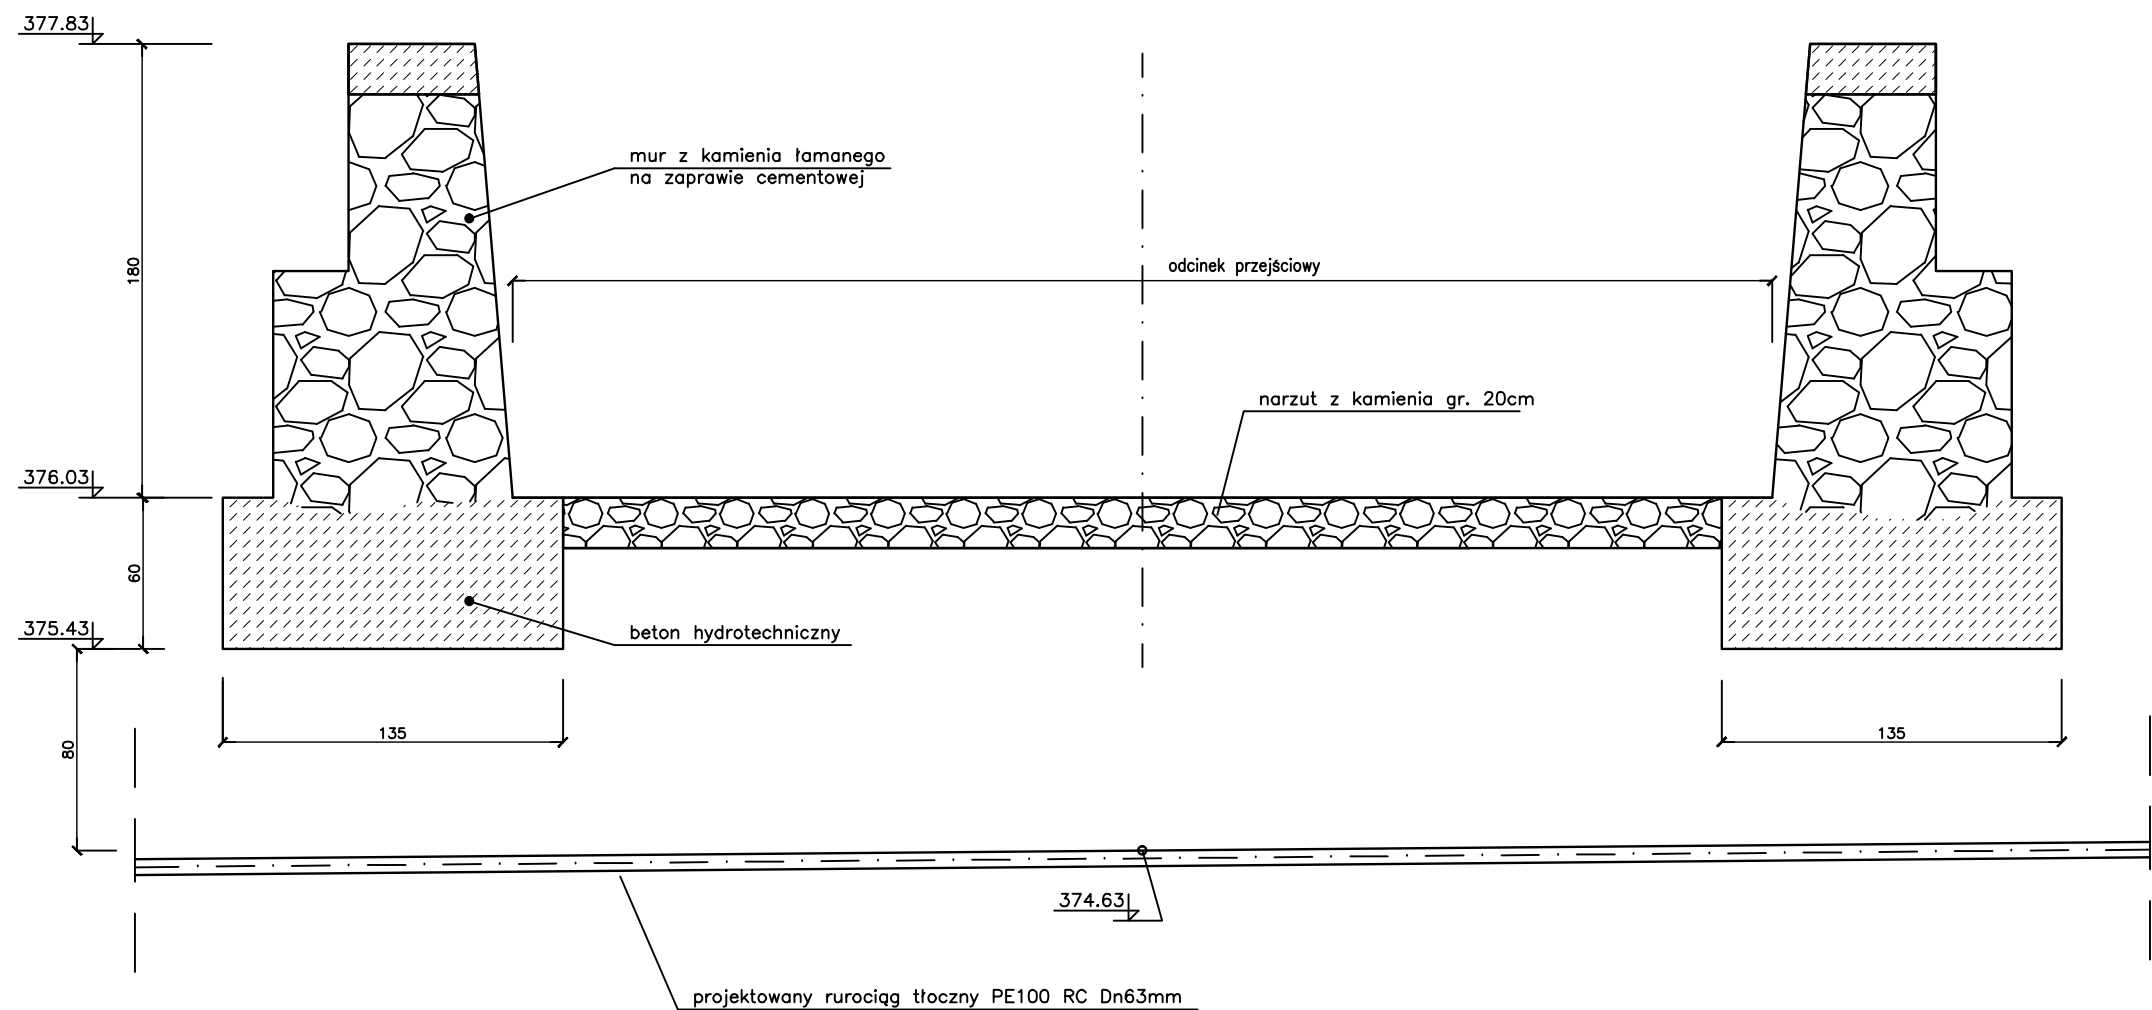 377.83
mur z kamienia łamanego
na zaprawie cementowej
180
odcinek przejściowy
narzut z kamienia gr. 20cm
376.03
60
375.43
beton hydrotechniczny
135
135
80
374.63
projektowany rurociąg tłoczny PE100 RC Dn63mm